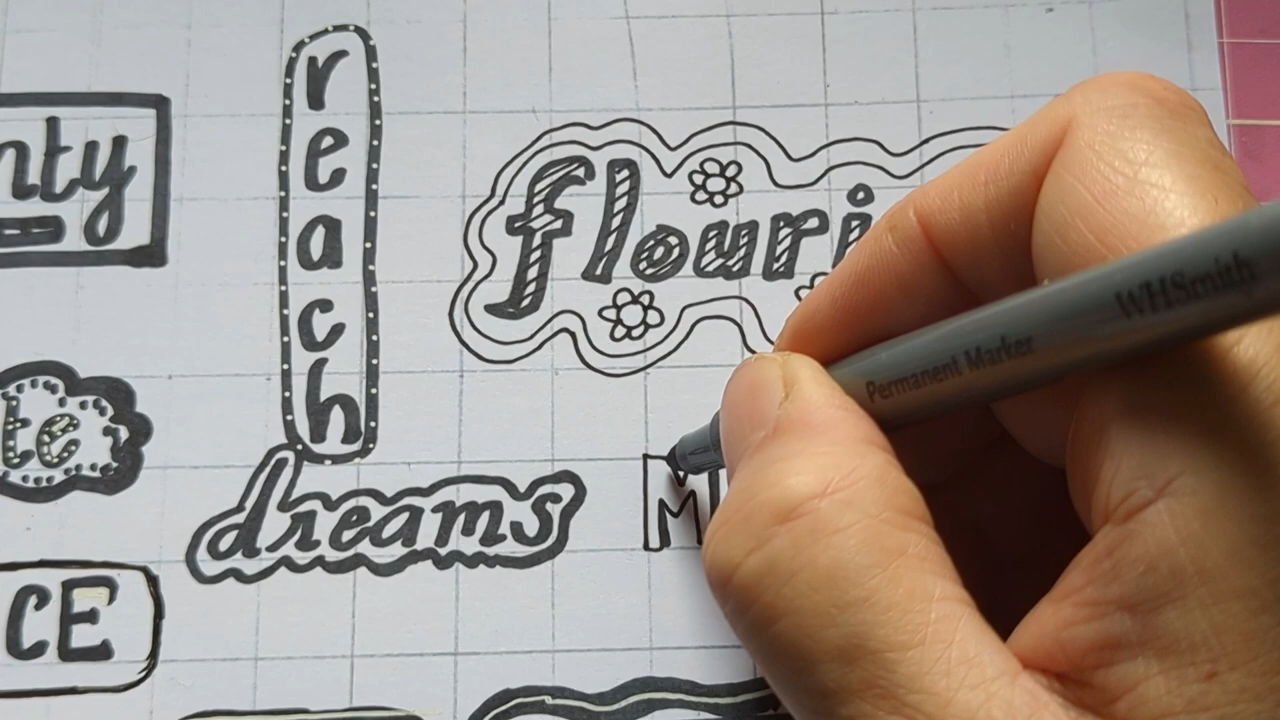 nty
reach
flouri
te
dreams
M
CE
WHSmith
Permanent Marker